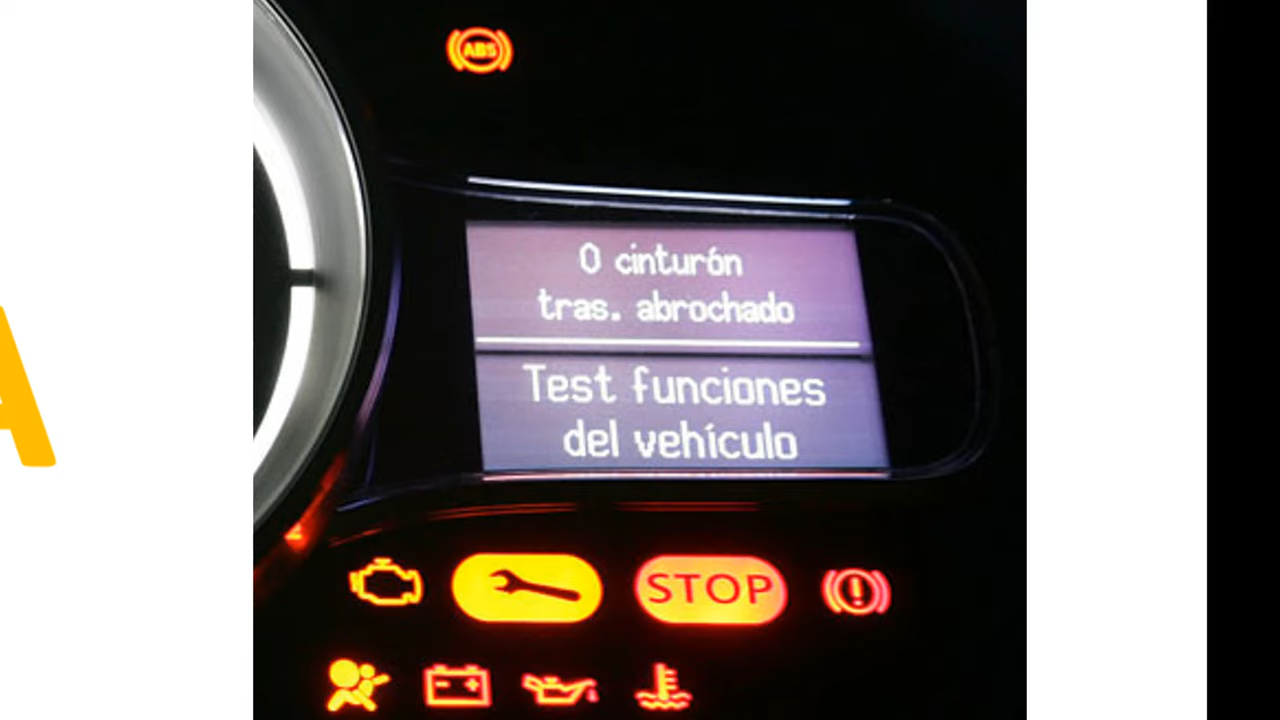 ABS
0 cinturón
tras. abrochado
Test funciones
del vehículo
STOP
A